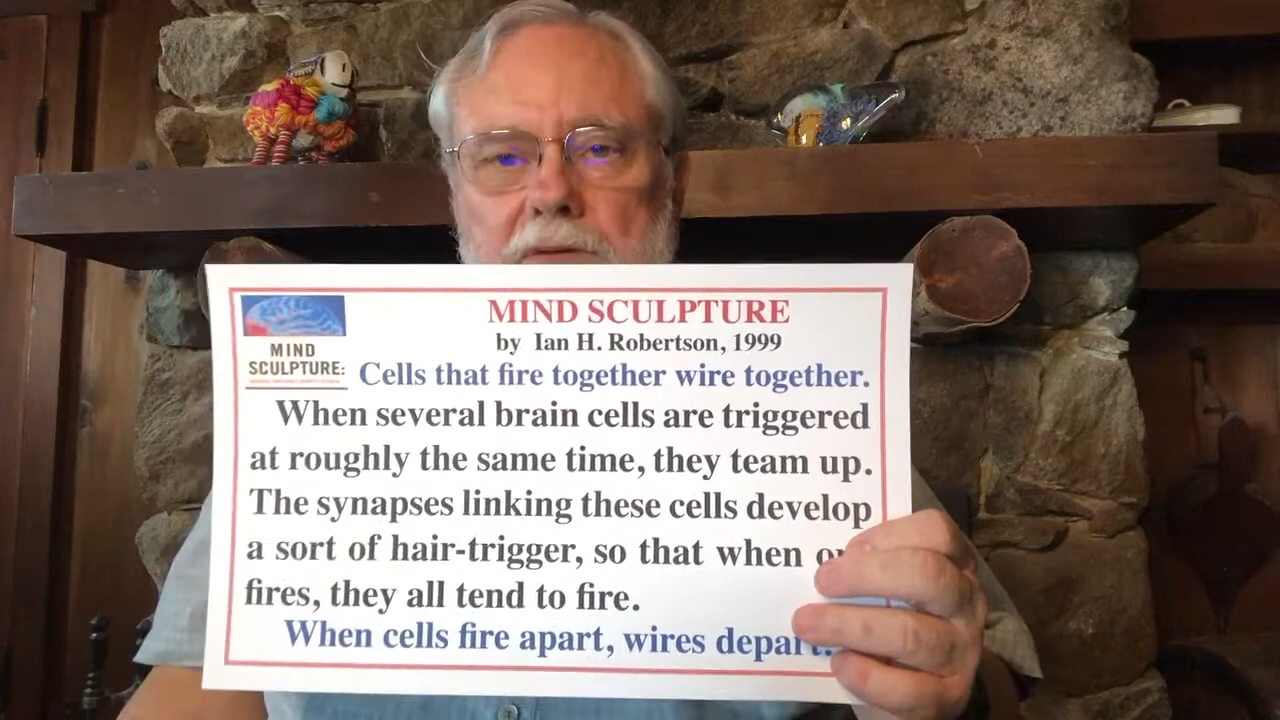 MIND SCULPTURE
by Ian H. Robertson, 1999
MIND
SCULPTURE:
Cells that fire together wire together.
When several brain cells are triggered
at roughly the same time, they team up.
The synapses linking these cells develop
a sort of hair-trigger, so that when
fires, they all tend to fire.
When cells fire apart, wires depart.